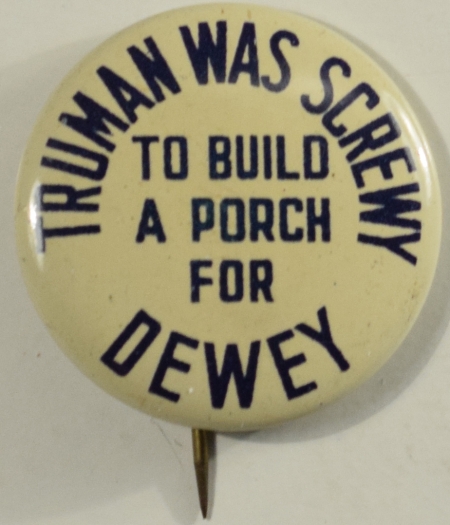 TRUMAN WAS SCREWY
TO BUILD
A PORCH
FOR
DEWEY